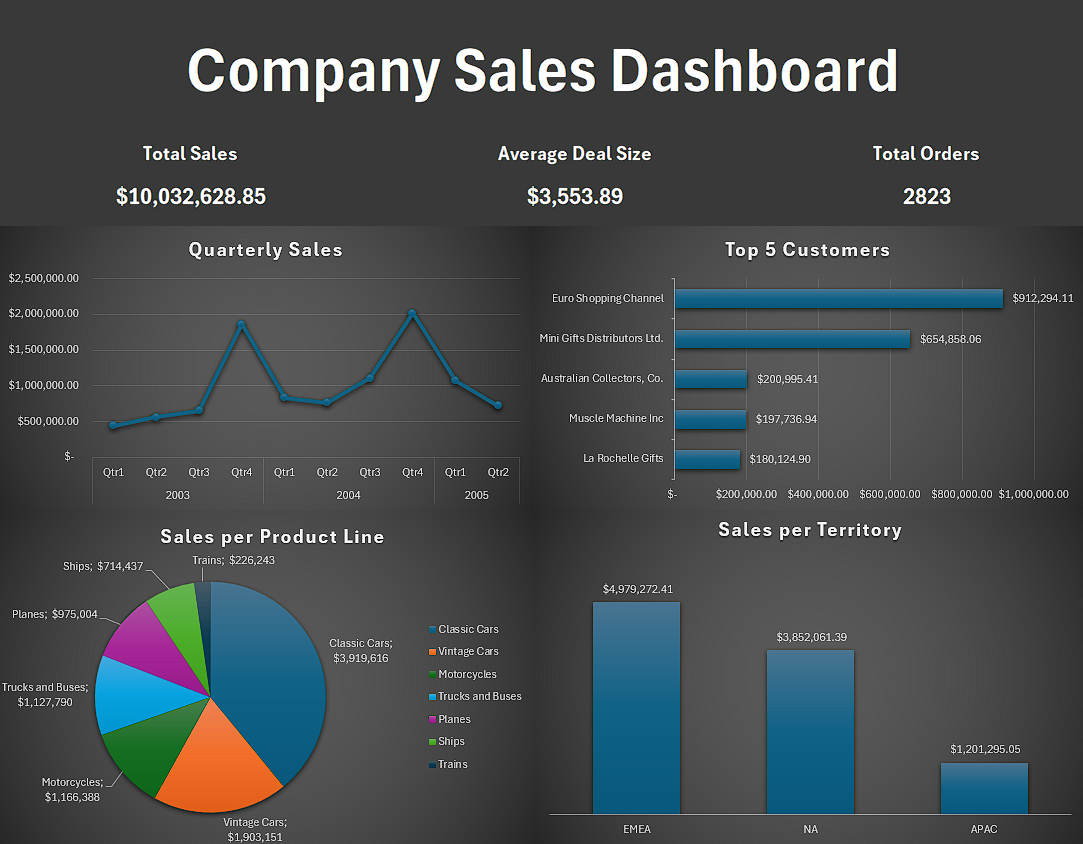 Company Sales Dashboard
Total Sales
$10,032,628.85
Average Deal Size
$3,553.89
Total Orders
2823
Quarterly Sales
$2,500,000.00
$2,000,000.00
$1,500,000.00
$1,000,000.00
$500,000.00
$-
Qtr1 Qtr2 Qtr3 Qtr4 Qtr1 Qtr2 Qtr3 Qtr4 Qtr1 Qtr2
2003 2004 2005
Top 5 Customers
Euro Shopping Channel $912,294.11
Mini Gifts Distributors Ltd. $654,858.06
Australian Collectors, Co. $200,995.41
Muscle Machine Inc $197,736.94
La Rochelle Gifts $180,124.90
$- $200,000.00 $400,000.00 $600,000.00 $800,000.00 $1,000,000.00
Sales per Product Line
Trains; $226,243
Ships; $714,437
Planes; $975,004
Classic Cars;
$3,919,616
Trucks and Buses;
$1,127,790
Motorcycles;
$1,166,388
Vintage Cars;
$1,903,151
Classic Cars
Vintage Cars
Motorcycles
Trucks and Buses
Planes
Ships
Trains
Sales per Territory
$4,979,272.41
$3,852,061.39
$1,201,295.05
EMEA NA APAC